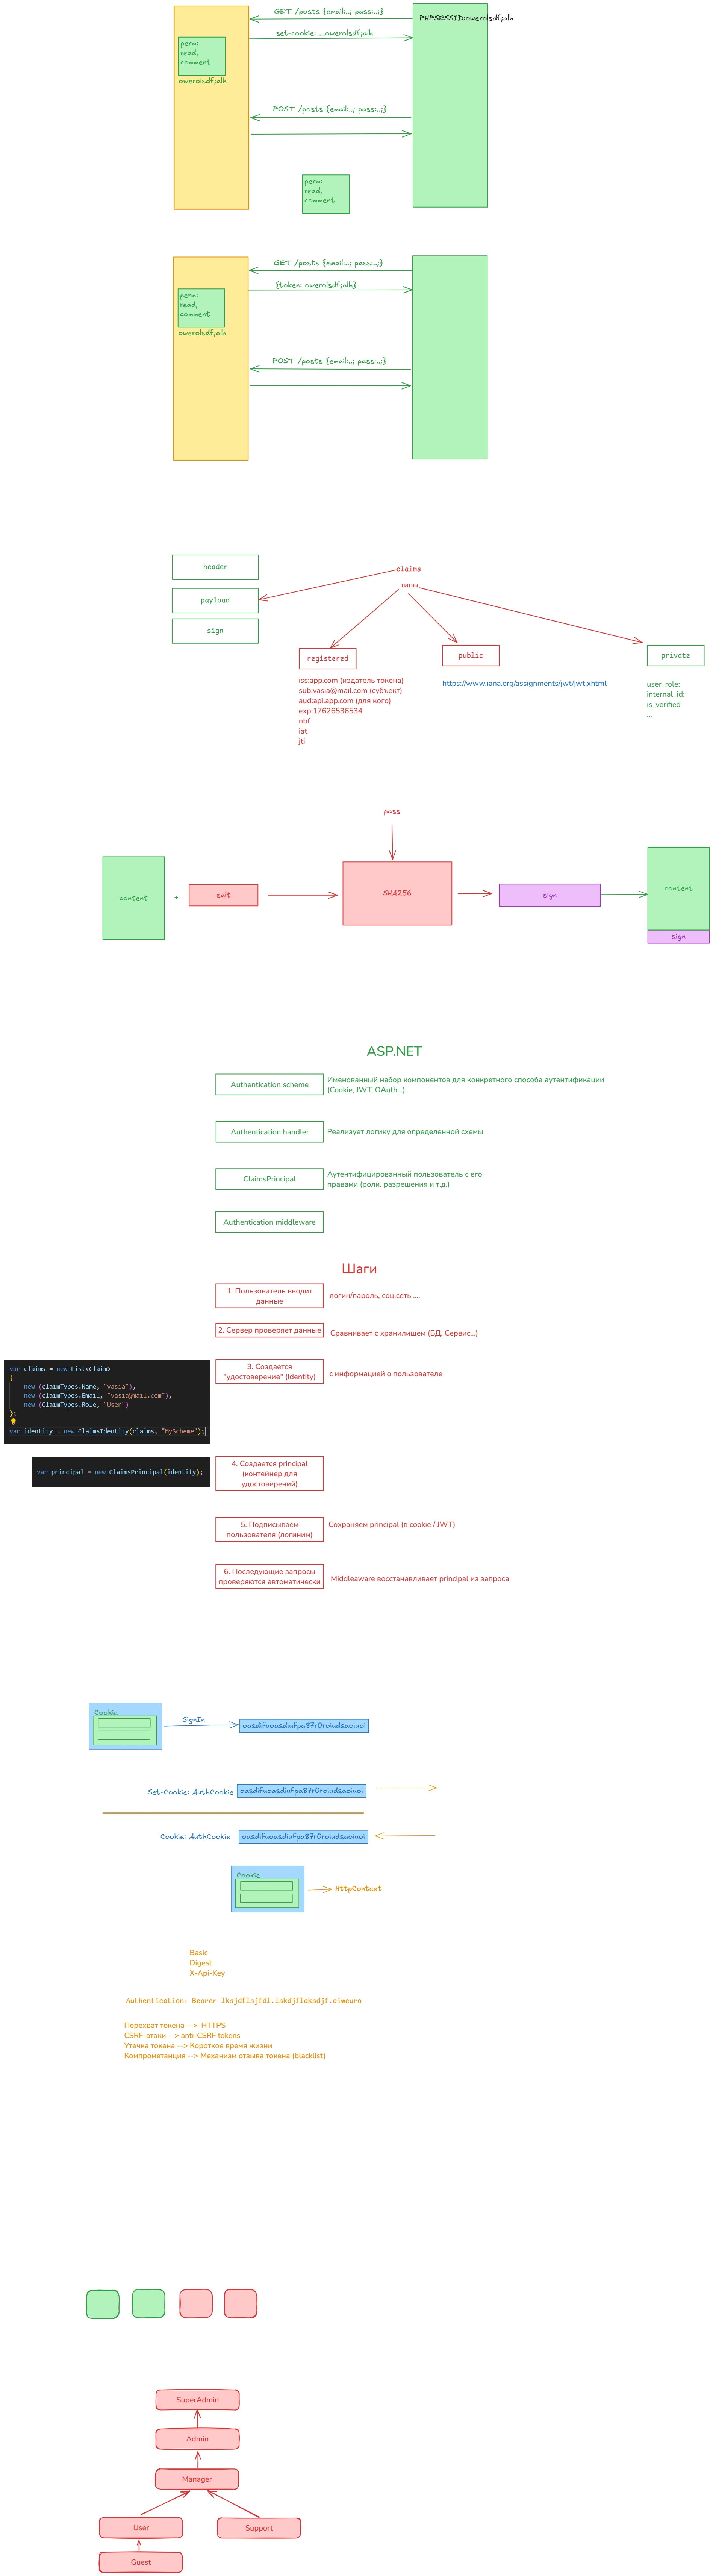 GET /posts {email:..; pass:..;}
PHPSESSID:owerolsdf;alh
set-cookie: ...owerolsdf;alh
perm:
read,
comment
owerolsdf;alh
POST /posts {email:..; pass:..;}
perm:
read,
comment
GET /posts {email:..; pass:..;}
{token: owerolsdf;alh}
perm:
read,
comment
owerolsdf;alh
POST /posts {email:..; pass:..;}
header
payload
sign
claims
типы
registered
public
private
iss:app.com (издатель токена)
sub:vasia@mail.com (субъект)
aud:api.app.com (для кого)
exp:17626536534
nbf
iat
jti
https://www.iana.org/assignments/jwt/jwt.xhtml
user_role:
internal_id:
is_verified
...
pass
content
+
salt
SHA256
sign
content
sign
ASP.NET
Authentication scheme
Именованный набор компонентов для конкретного способа аутентификации
(Cookie, JWT, OAuth...)
Authentication handler
Реализует логику для определенной схемы
ClaimsPrincipal
Аутентифицированный пользователь с его
правами (роли, разрешения и т.д.)
Authentication middleware
Шаги
1. Пользователь вводит
данные
логин/пароль, соц.сеть ....
2. Сервер проверяет данные
Сравнивает с хранилищем (БД, Сервис...)
3. Создается
"удостоверение" (Identity)
с информацией о пользователе
var claims = new List<Claim>
{
new (claimTypes.Name, "vasia"),
new (claimTypes.Email, "vasia@mail.com"),
new (ClaimTypes.Role, "User")
};
var identity = new ClaimsIdentity(claims, "MyScheme");
4. Создается principal
(контейнер для
удостоверений)
var principal = new ClaimsPrincipal(identity);
5. Подписываем
пользователя (логиним)
Сохраняем principal (в cookie / JWT)
6. Последующие запросы
проверяются автоматически
Middleaware восстанавливает principal из запроса
Cookie
SignIn
oasdifuoasdiufpa87r0roiudsaoiuoi
Set-Cookie: AuthCookie
oasdifuoasdiufpa87r0roiudsaoiuoi
Cookie: AuthCookie
oasdifuoasdiufpa87r0roiudsaoiuoi
Cookie
HttpContext
Basic
Digest
X-Api-Key
Authentication: Bearer lksjdflsjfdl.lskdjflaksdjf.oiweuro
Перехват токена --> HTTPS
CSRF-атаки --> anti-CSRF tokens
Утечка токена --> Короткое время жизни
Компрометанция --> Механизм отзыва токена (blacklist)
SuperAdmin
Admin
Manager
User
Support
Guest